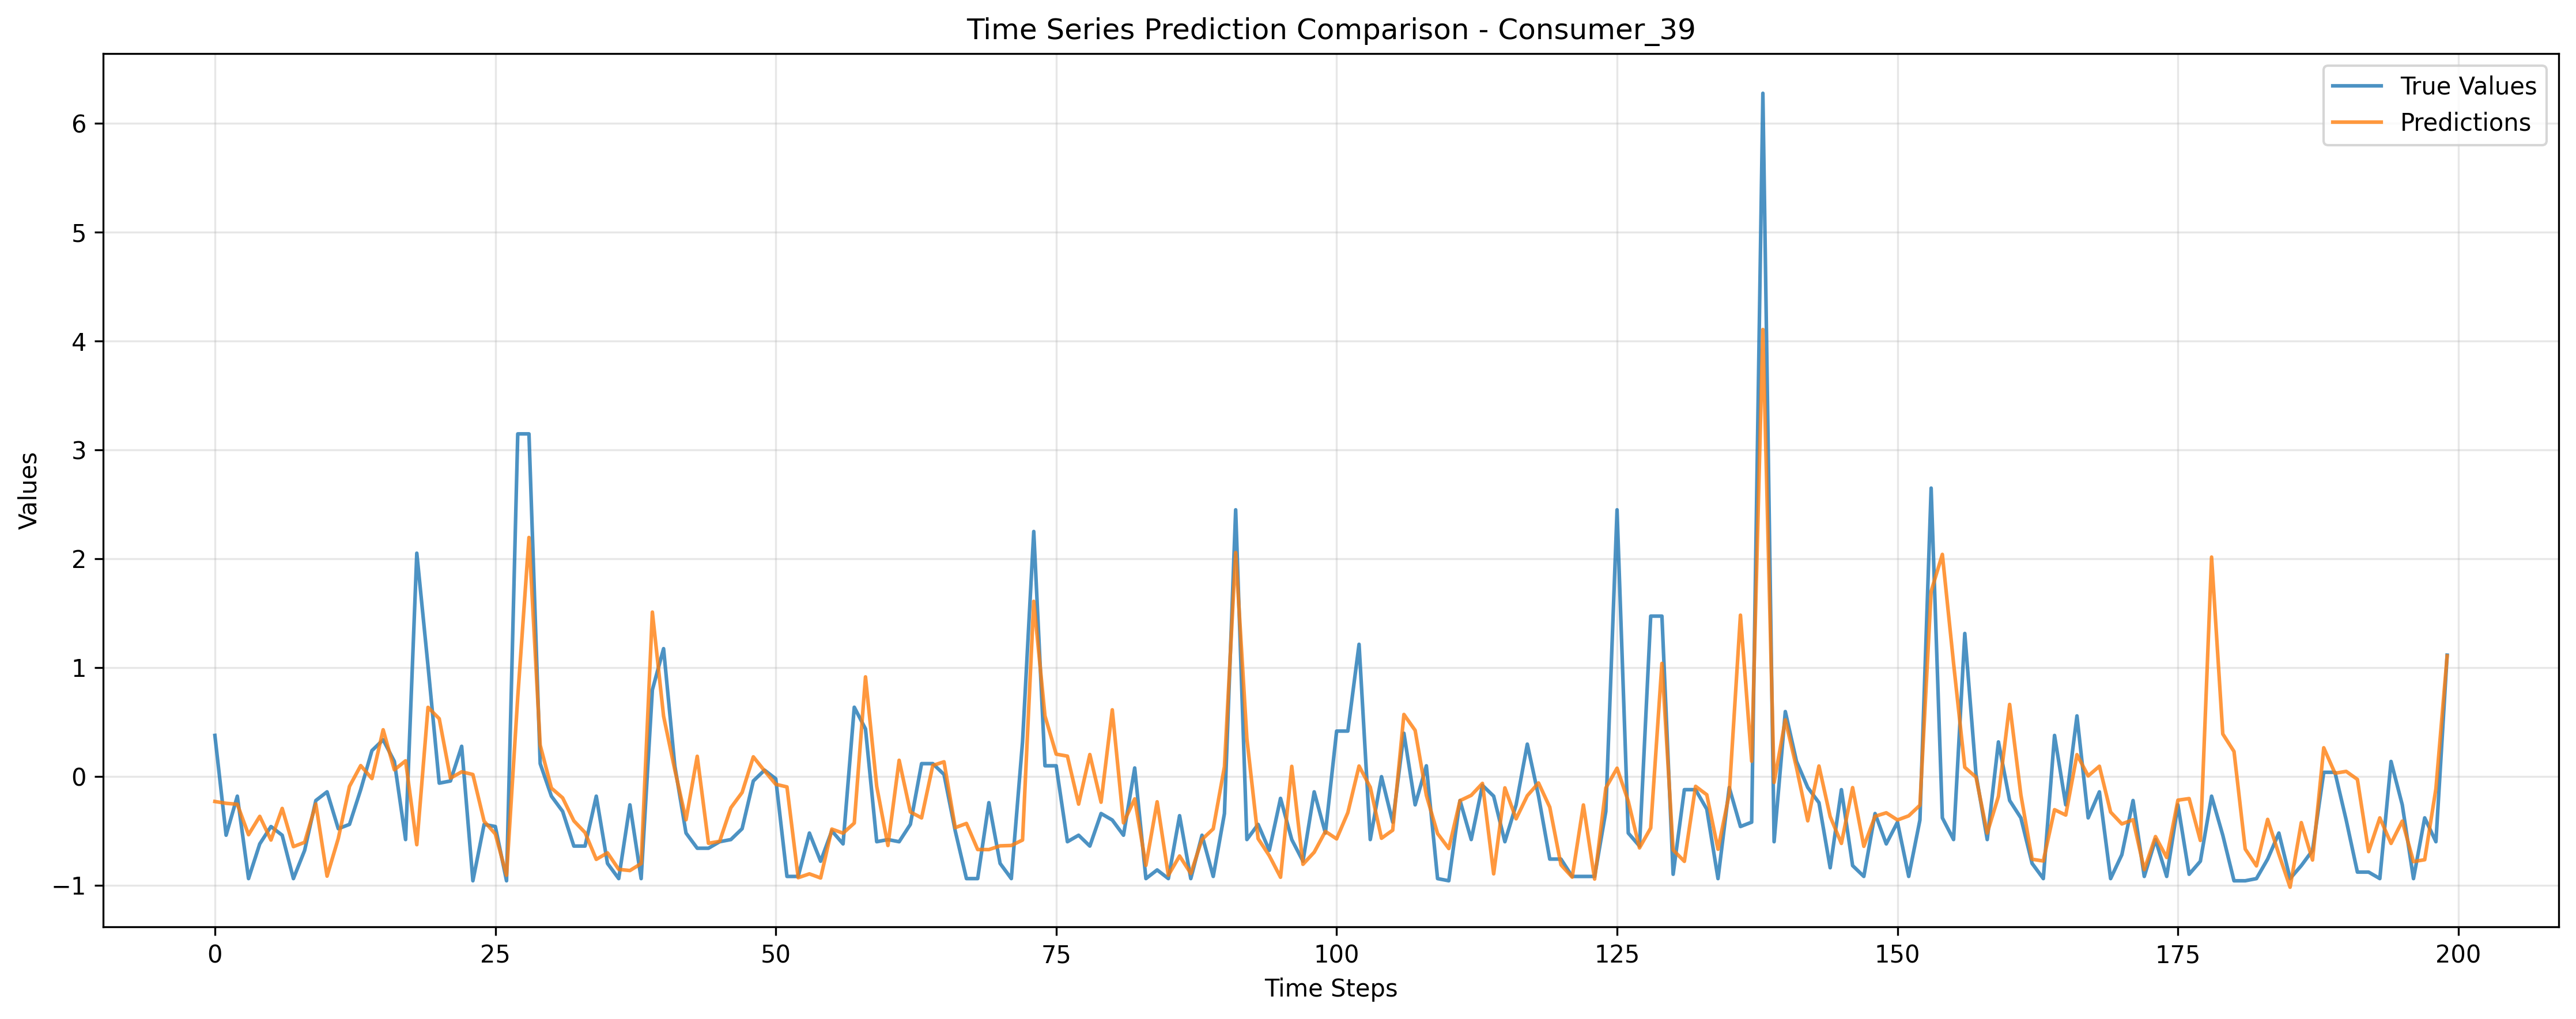 Time Series Prediction Comparison - Consumer_39
True Values
Predictions
Values
6
5
4
3
2
1
0
−1
0 25 50 75 100 125 150 175 200
Time Steps